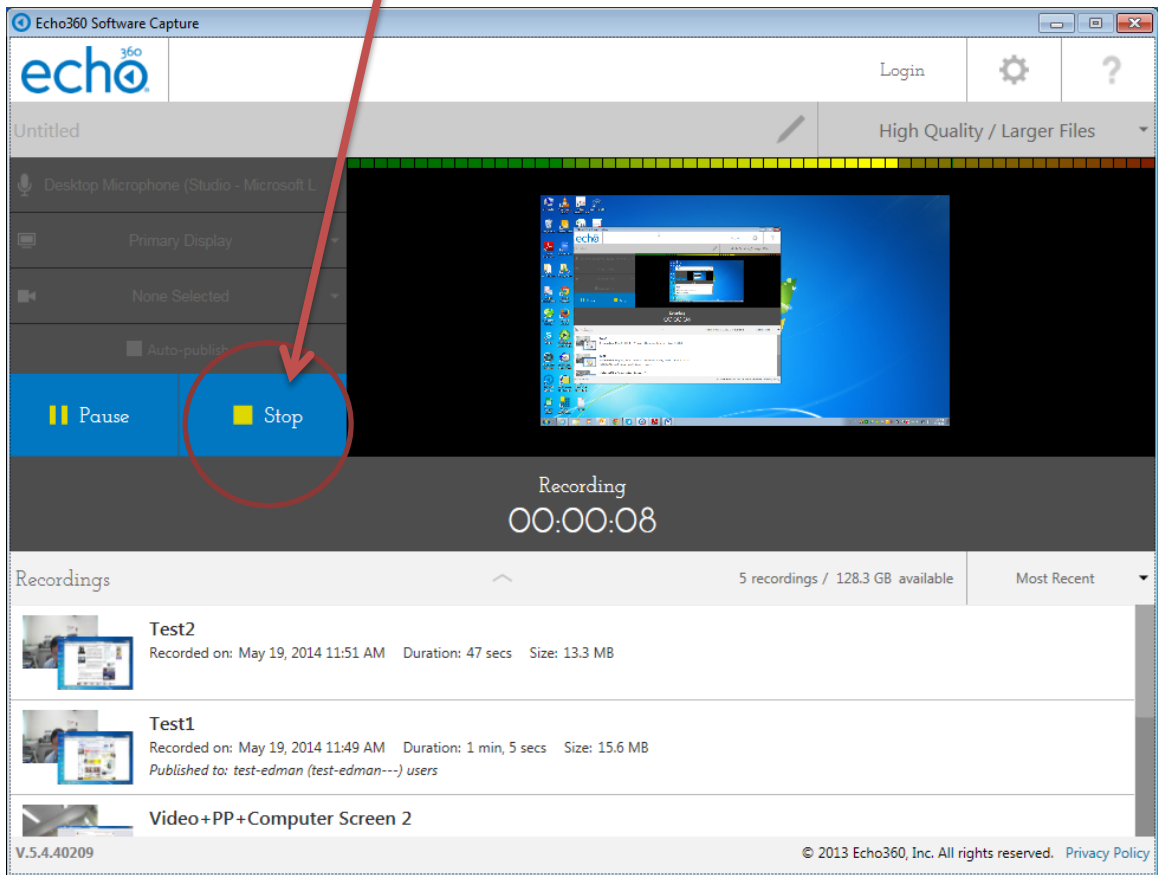 Echo360 Software Capture
echo 360
Login
?
Untitled
High Quality / Larger Files
Desktop Microphone (Studio - Microsoft L
Primary Display
None Selected
Auto-publish
Pause
Stop
Recording
00:00:08
Recordings
5 recordings / 128.3 GB available
Most Recent
Test2
Recorded on: May 19, 2014 11:51 AM Duration: 47 secs Size: 13.3 MB
Test1
Recorded on: May 19, 2014 11:49 AM Duration: 1 min, 5 secs Size: 15.6 MB
Published to: test-edman (test-edman---) users
Video+PP+Computer Screen 2
V.5.4.40209
© 2013 Echo360, Inc. All rights reserved. Privacy Policy